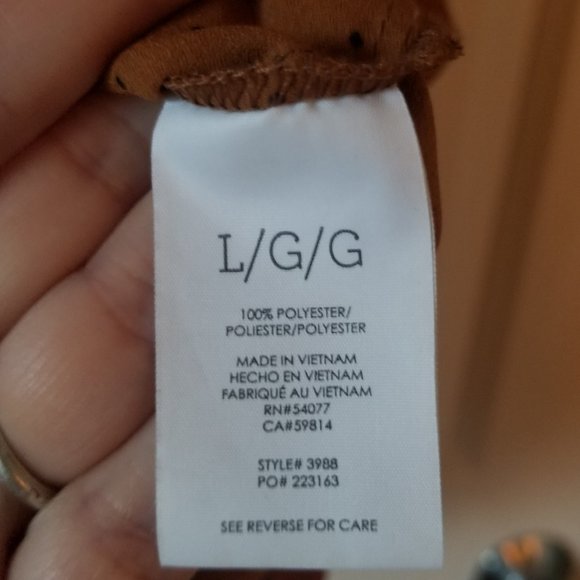 L/G/G
100% POLYESTER/
POLIESTER/POLYESTER
MADE IN VIETNAM
HECHO EN VIETNAM
FABRIQUÉ AU VIETNAM
RN#54077
CA#59814
STYLE# 3988
PO# 223163
SEE REVERSE FOR CARE